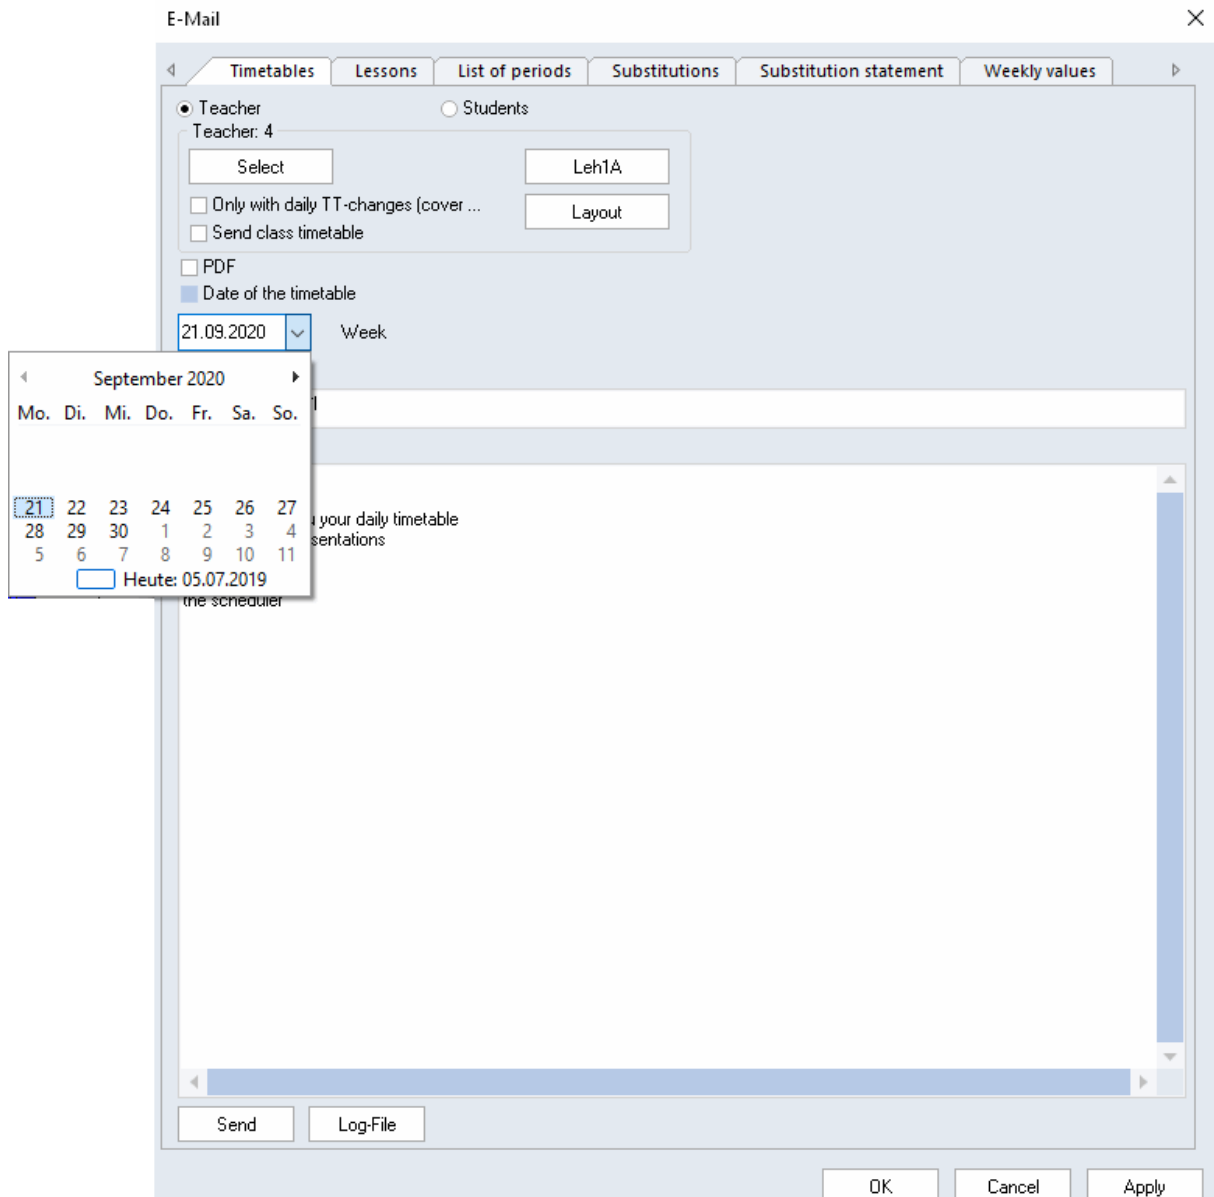 E-Mail
Timetables Lessons List of periods Substitutions Substitution statement Weekly values
Teacher Students
Teacher: 4
Select Leh1A
Only with daily TT-changes (cover ... Layout
Send class timetable
PDF
Date of the timetable
21.09.2020 Week
September 2020
Mo. Di. Mi. Do. Fr. Sa. So.
21 22 23 24 25 26 27
28 29 30 1 2 3 4
5 6 7 8 9 10 11
Heute: 05.07.2019
your daily timetable
sentations
the scheduler
Send Log-File
OK Cancel Apply